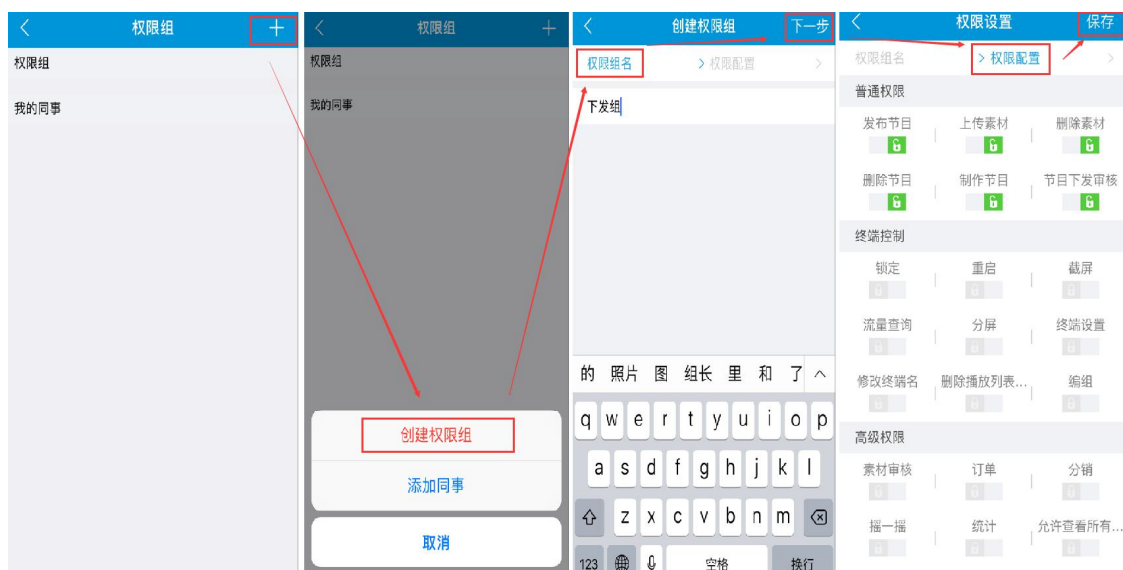 权限组
权限组
我的同事
权限组
权限组
我的同事
创建权限组
添加同事
取消
创建权限组 下一步
权限组名 > 权限配置 >
下发组
的 照片 图 组长 里 和 了
q w e r t y u i o p
a s d f g h j k l
z x c v b n m
123 空格 换行
权限设置 保存
权限组名 > 权限配置 >
普通权限
发布节目 上传素材 删除素材
删除节目 制作节目 节目下发审核
终端控制
锁定 重启 截屏
流量查询 分屏 终端设置
修改终端名 删除播放列表... 编组
高级权限
素材审核 订单 分销
摇一摇 统计 允许查看所有...